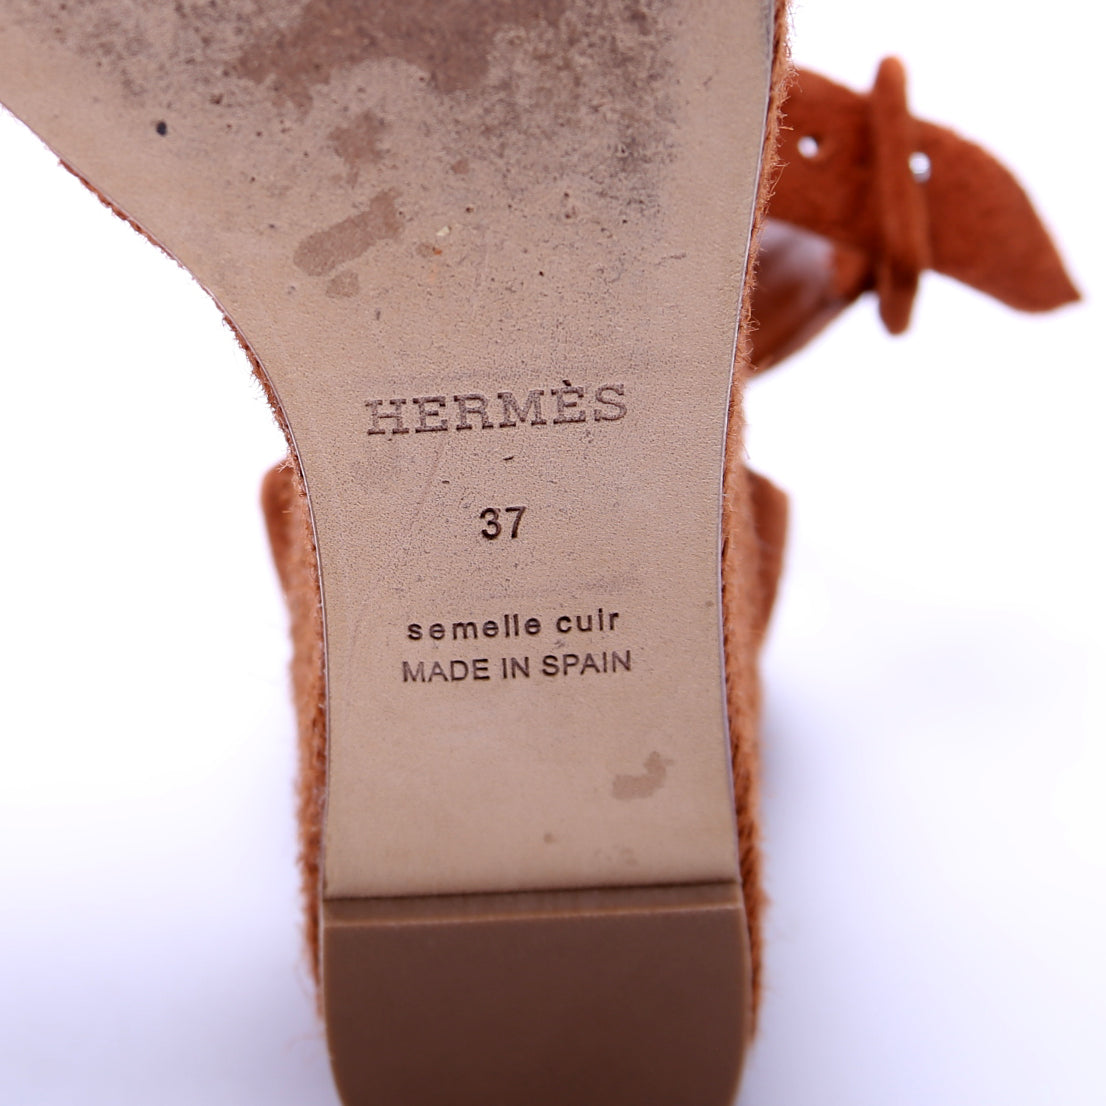 HERMÈS
37
semelle cuir
MADE IN SPAIN